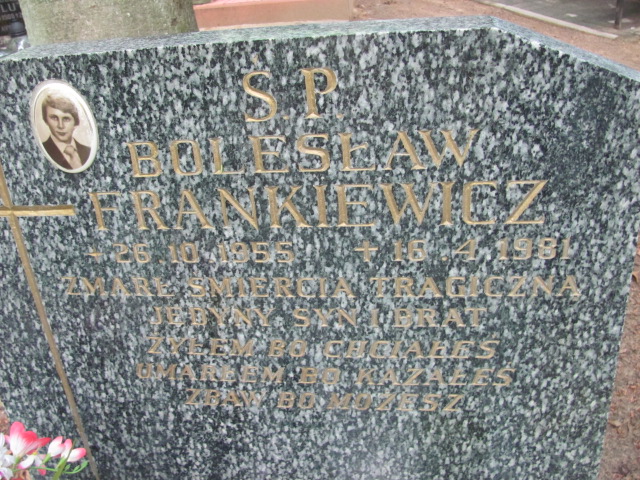 S.P.
BOLESŁAW
FRANKIEWICZ
* 26 10 1955 + 16.4 1981
ZMARŁ ŚMIERCIĄ TRAGICZNĄ
JEDYNY SYN I BRAT
ŻYŁEM BO CHCIAŁEŚ
UMARŁEM BO KAZAŁEŚ
ZBAW BO MOŻESZ